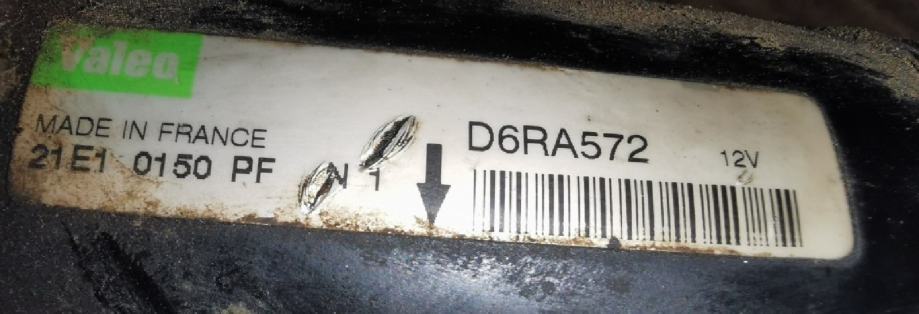 Valeo
MADE IN FRANCE
21E1 0150 PF N 1
D6RA572
12V